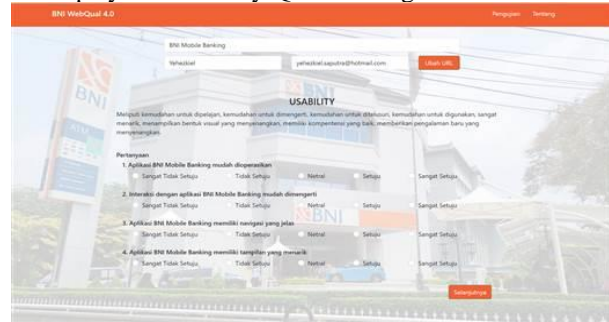 BNI WebQual 4.0
Pengujian Tentang
BNI Mobile Banking
Yehezkiel yehezkiel.saputra@hotmail.com Ubah URL
USABILITY
Meliputi kemudahan untuk dipelajari, kemudahan untuk dimengerti, kemudahan untuk ditelusuri, kemudahan untuk digunakan, sangat
menarik, menampilkan bentuk visual yang menyenangkan, memiliki kompetensi yang baik, memberikan pengalaman baru yang
menyenangkan.
Pertanyaan
1. Aplikasi BNI Mobile Banking mudah dioperasikan
Sangat Tidak Setuju Tidak Setuju Netral Setuju Sangat Setuju
2. Interaksi dengan aplikasi BNI Mobile Banking mudah dimengerti
Sangat Tidak Setuju Tidak Setuju Netral Setuju Sangat Setuju
3. Aplikasi BNI Mobile Banking memiliki navigasi yang jelas
Sangat Tidak Setuju Tidak Setuju Netral Setuju Sangat Setuju
4. Aplikasi BNI Mobile Banking memiliki tampilan yang menarik
Sangat Tidak Setuju Tidak Setuju Netral Setuju Sangat Setuju
Selanjutnya
BNI
ATM
BNI